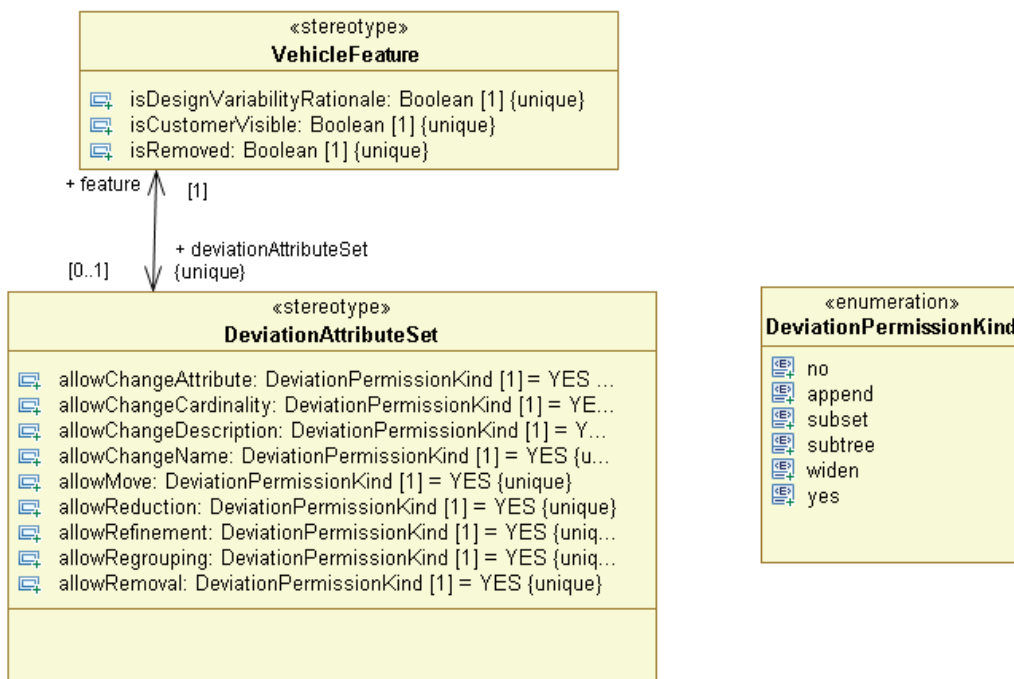 «stereotype»
VehicleFeature
isDesignVariabilityRationale: Boolean [1] {unique}
isCustomerVisible: Boolean [1] {unique}
isRemoved: Boolean [1] {unique}
+ feature
[1]
+ deviationAttributeSet
[0..1]
{unique}
«stereotype»
DeviationAttributeSet
allowChangeAttribute: DeviationPermissionKind [1] = YES ...
allowChangeCardinality: DeviationPermissionKind [1] = YE...
allowChangeDescription: DeviationPermissionKind [1] = Y...
allowChangeName: DeviationPermissionKind [1] = YES {u...
allowMove: DeviationPermissionKind [1] = YES {unique}
allowReduction: DeviationPermissionKind [1] = YES {unique}
allowRefinement: DeviationPermissionKind [1] = YES {uniq...
allowRegrouping: DeviationPermissionKind [1] = YES {uniq...
allowRemoval: DeviationPermissionKind [1] = YES {unique}
«enumeration»
DeviationPermissionKind
no
append
subset
subtree
widen
yes